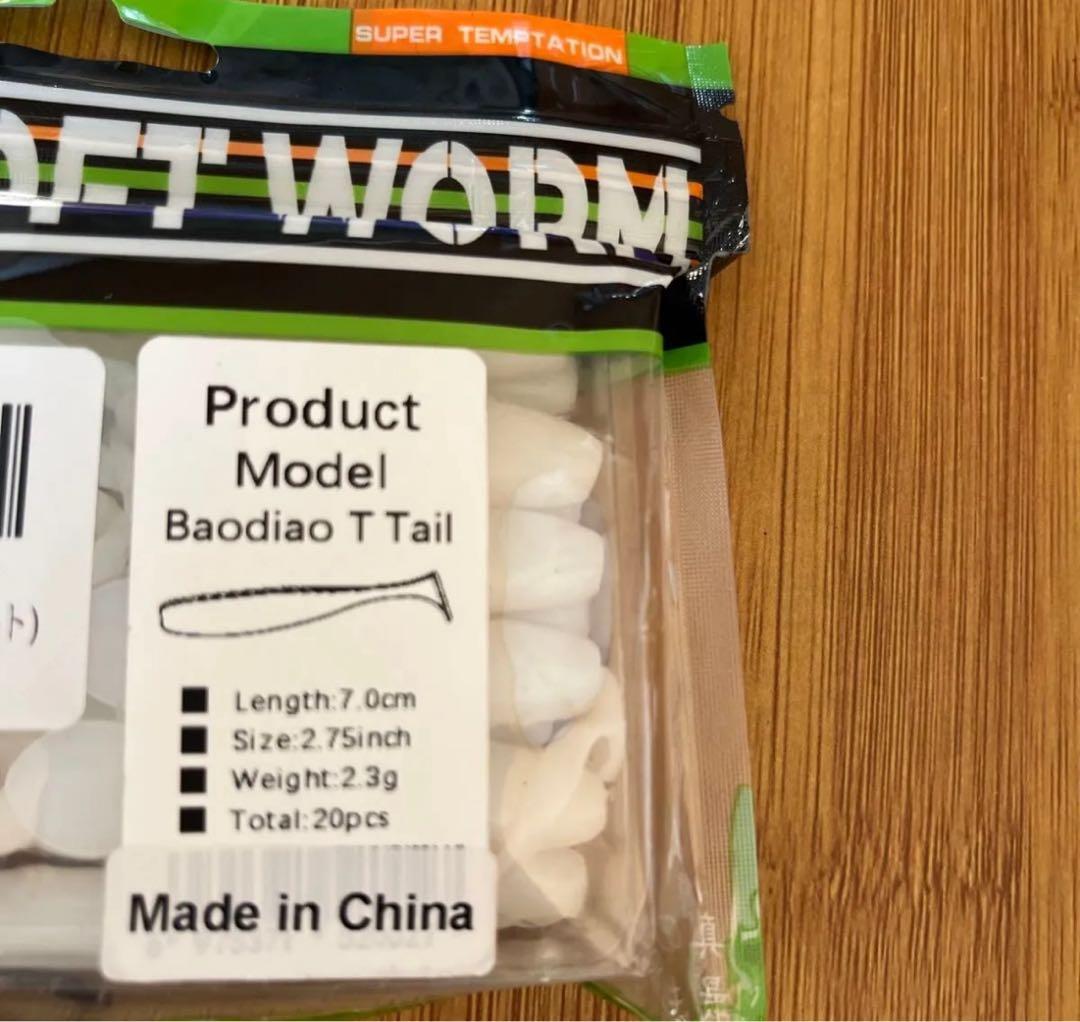 SUPER TEMPTATION
OFT WORM
Product
Model
Baodiao T Tail
ト)
■ Length:7.0cm
■ Size:2.75inch
■ Weight:2.3g
■ Total:20pcs
Made in China